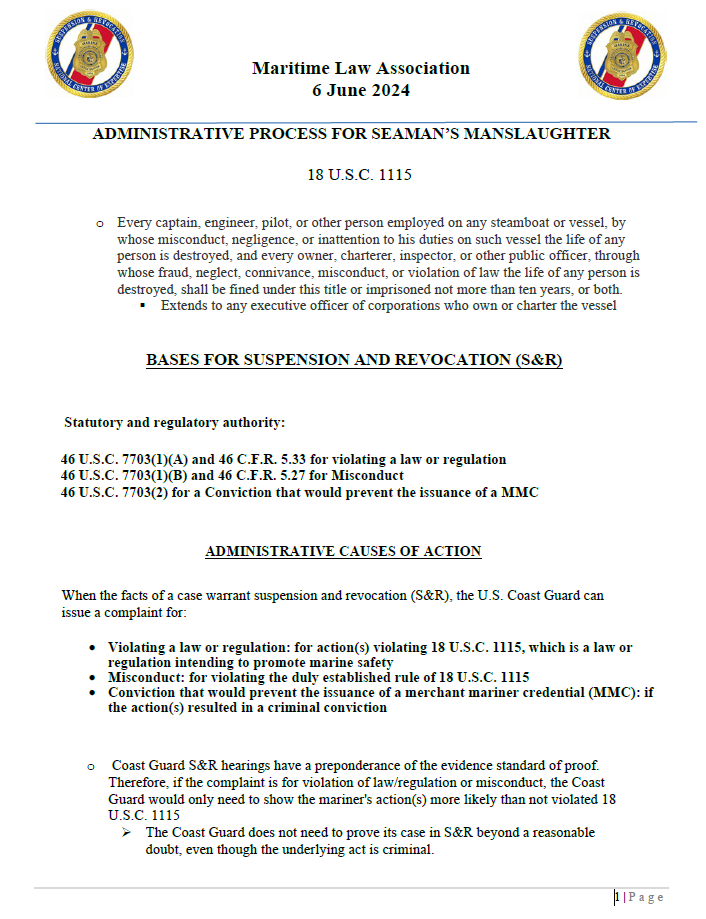 SUSPENSION & REVOCATION
NATIONAL CENTER OF EXPERTISE
SUSPENSION & REVOCATION
NATIONAL CENTER OF EXPERTISE
Maritime Law Association
6 June 2024
ADMINISTRATIVE PROCESS FOR SEAMAN’S MANSLAUGHTER
18 U.S.C. 1115
o Every captain, engineer, pilot, or other person employed on any steamboat or vessel, by
whose misconduct, negligence, or inattention to his duties on such vessel the life of any
person is destroyed, and every owner, charterer, inspector, or other public officer, through
whose fraud, neglect, connivance, misconduct, or violation of law the life of any person is
destroyed, shall be fined under this title or imprisoned not more than ten years, or both.
▪ Extends to any executive officer of corporations who own or charter the vessel
BASES FOR SUSPENSION AND REVOCATION (S&R)
Statutory and regulatory authority:
46 U.S.C. 7703(1)(A) and 46 C.F.R. 5.33 for violating a law or regulation
46 U.S.C. 7703(1)(B) and 46 C.F.R. 5.27 for Misconduct
46 U.S.C. 7703(2) for a Conviction that would prevent the issuance of a MMC
ADMINISTRATIVE CAUSES OF ACTION
When the facts of a case warrant suspension and revocation (S&R), the U.S. Coast Guard can
issue a complaint for:
• Violating a law or regulation: for action(s) violating 18 U.S.C. 1115, which is a law or
regulation intending to promote marine safety
• Misconduct: for violating the duly established rule of 18 U.S.C. 1115
• Conviction that would prevent the issuance of a merchant mariner credential (MMC): if
the action(s) resulted in a criminal conviction
o Coast Guard S&R hearings have a preponderance of the evidence standard of proof.
Therefore, if the complaint is for violation of law/regulation or misconduct, the Coast
Guard would only need to show the mariner's action(s) more likely than not violated 18
U.S.C. 1115
➢ The Coast Guard does not need to prove its case in S&R beyond a reasonable
doubt, even though the underlying act is criminal.
1 | Page